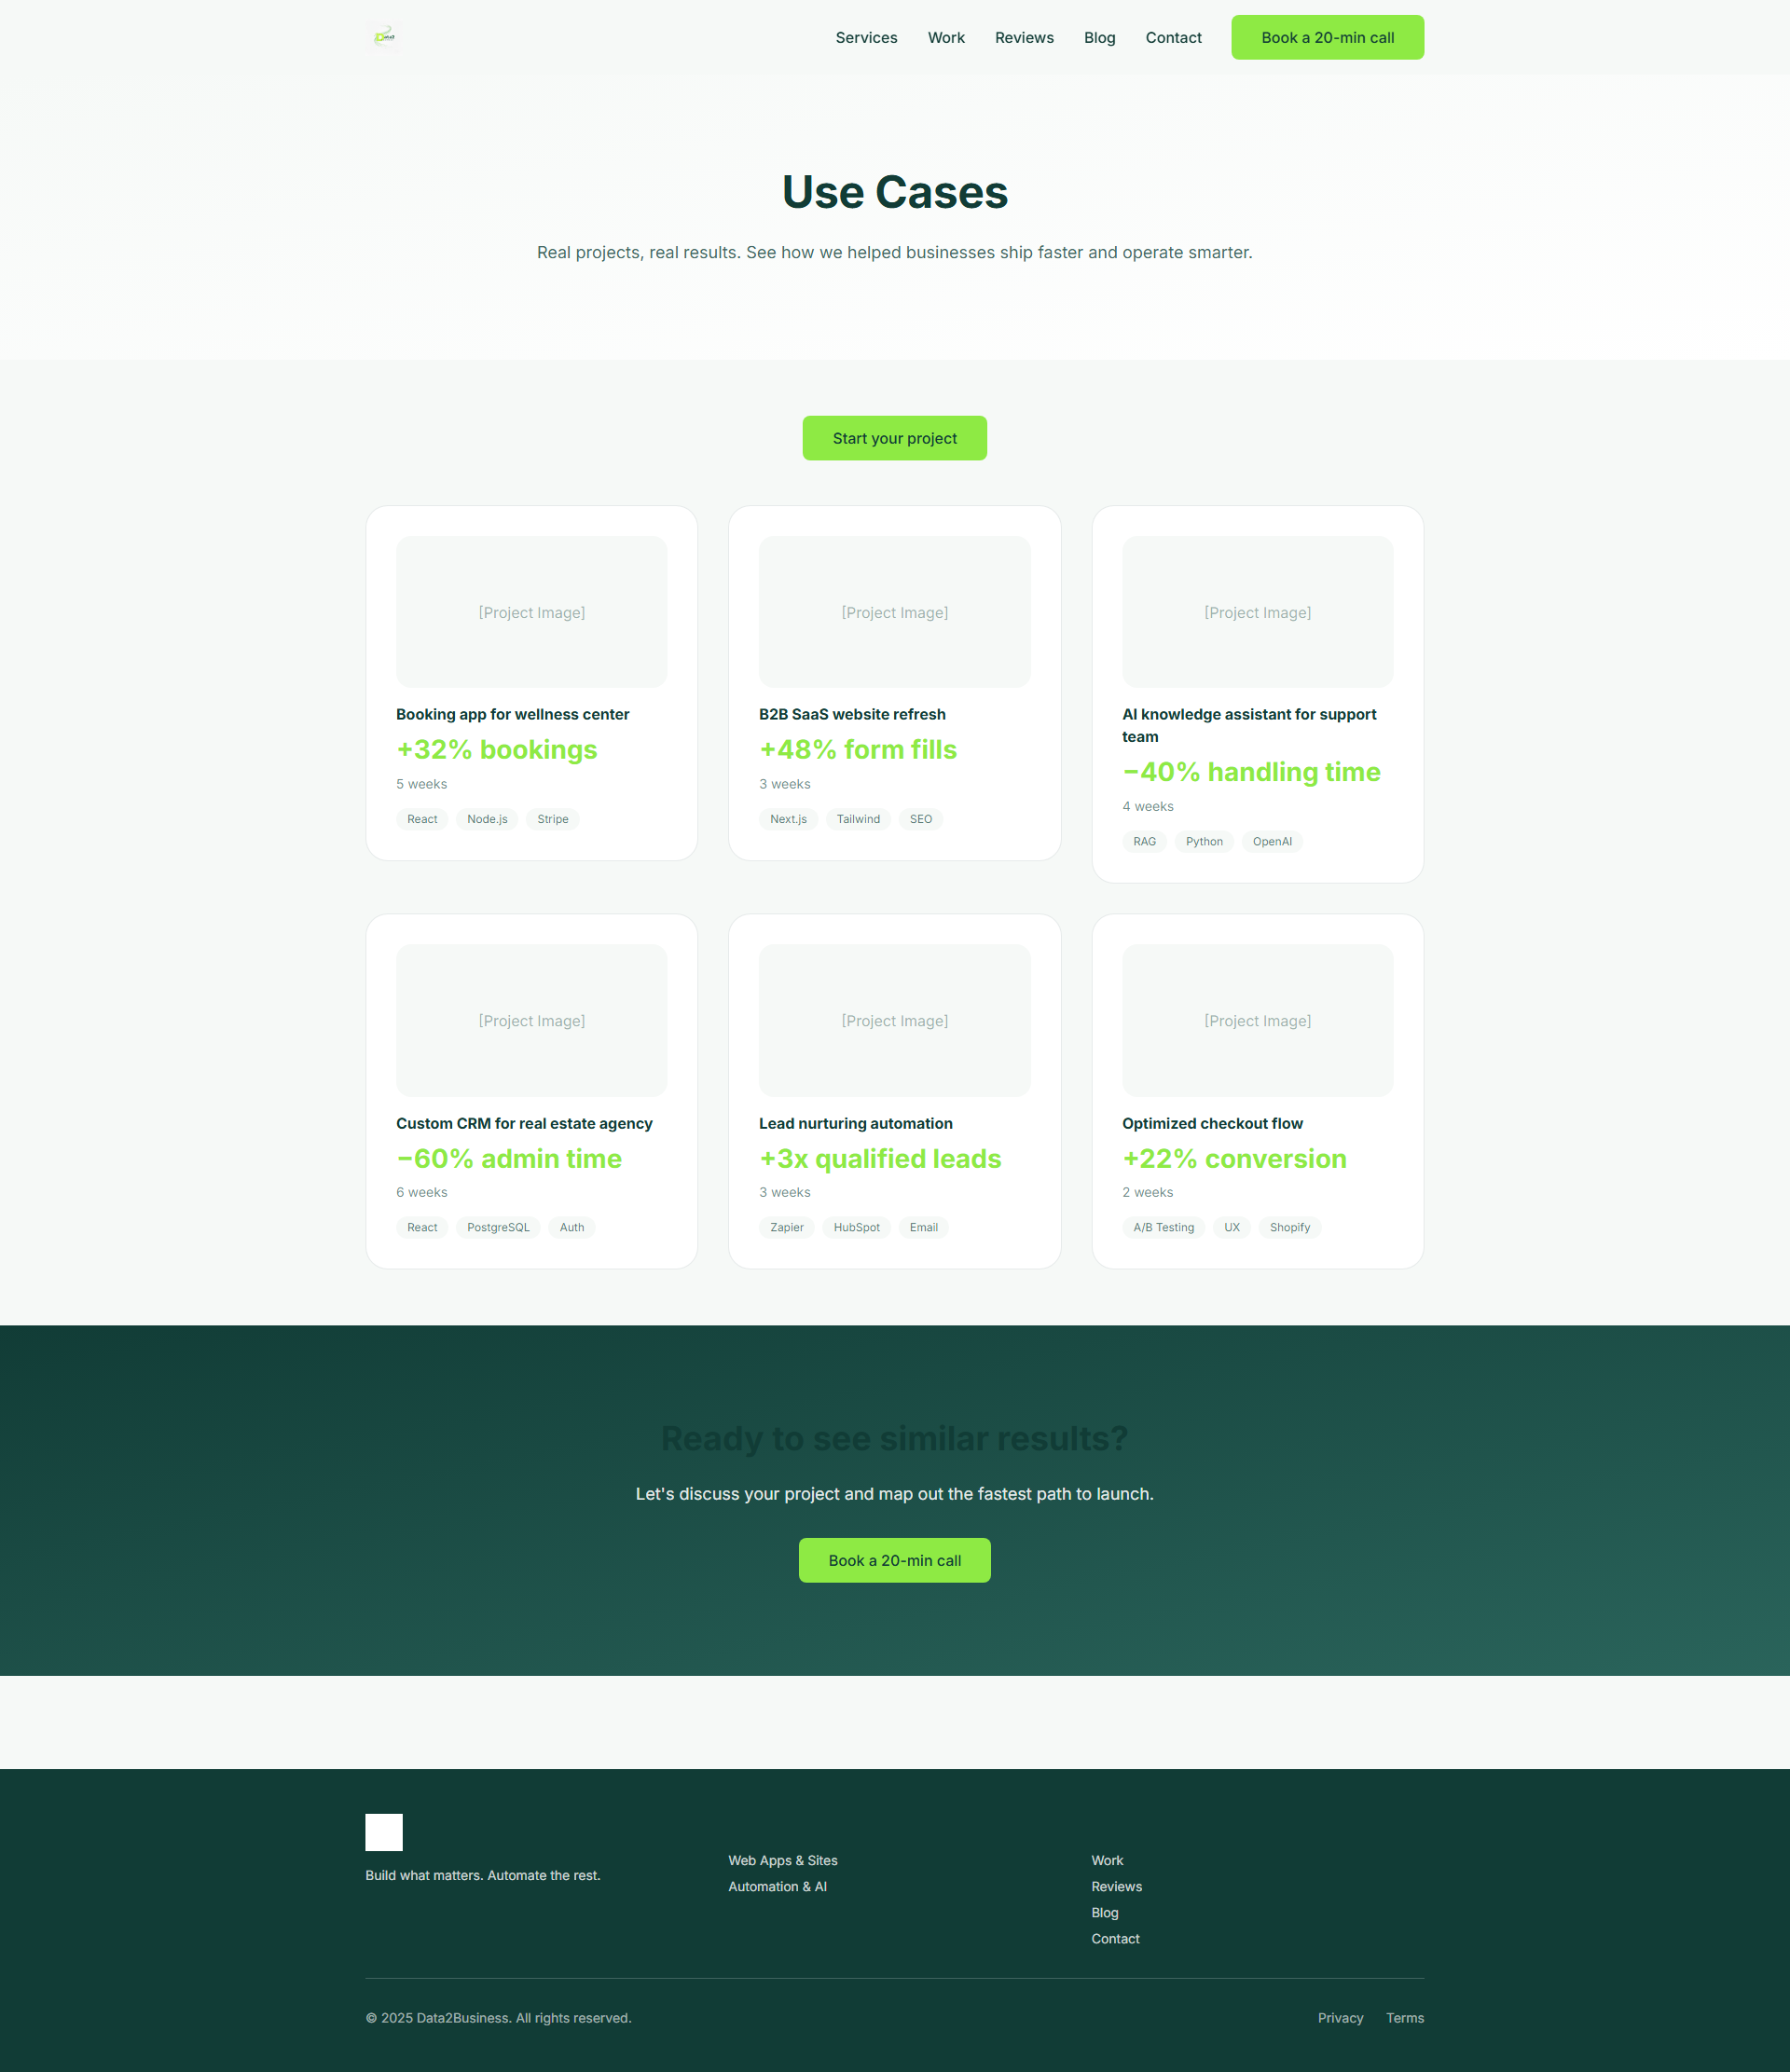 Services
Work
Reviews
Blog
Contact
Book a 20-min call
Use Cases
Real projects, real results. See how we helped businesses ship faster and operate smarter.
Start your project
[Project Image]
Booking app for wellness center
+32% bookings
5 weeks
React
Node.js
Stripe
[Project Image]
B2B SaaS website refresh
+48% form fills
3 weeks
Next.js
Tailwind
SEO
[Project Image]
AI knowledge assistant for support
team
−40% handling time
4 weeks
RAG
Python
OpenAI
[Project Image]
Custom CRM for real estate agency
−60% admin time
6 weeks
React
PostgreSQL
Auth
[Project Image]
Lead nurturing automation
+3x qualified leads
3 weeks
Zapier
HubSpot
Email
[Project Image]
Optimized checkout flow
+22% conversion
2 weeks
A/B Testing
UX
Shopify
Ready to see similar results?
Let's discuss your project and map out the fastest path to launch.
Book a 20-min call
Build what matters. Automate the rest.
Web Apps & Sites
Automation & AI
Work
Reviews
Blog
Contact
© 2025 Data2Business. All rights reserved.
Privacy
Terms